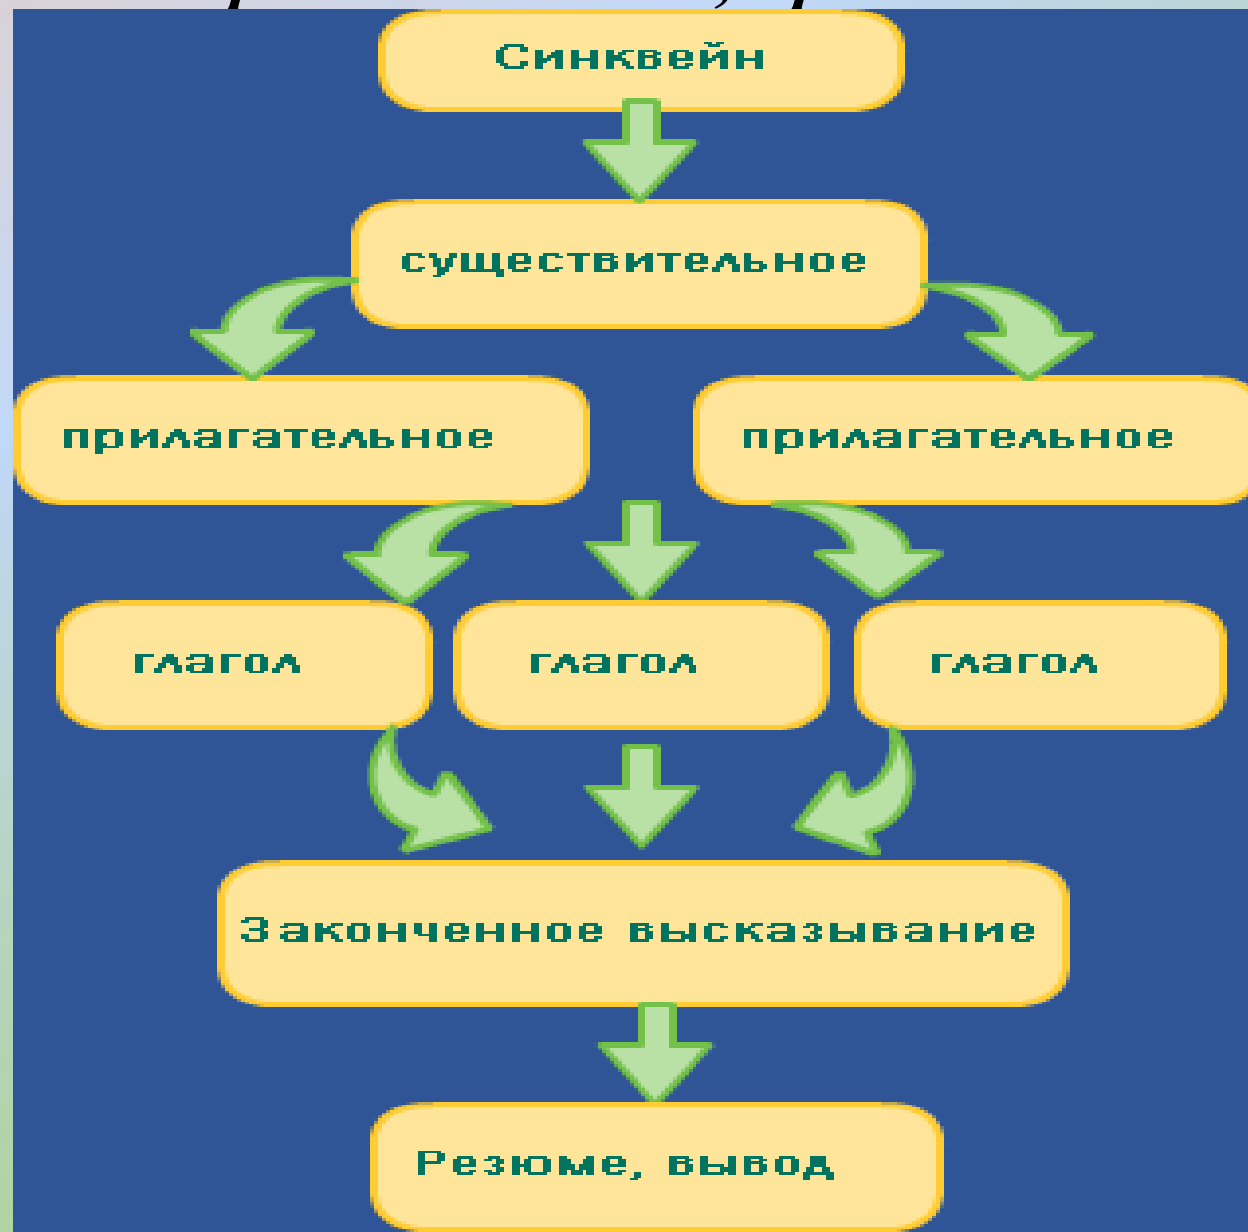 Синквейн
существительное
прилагательное прилагательное
глагол глагол глагол
Законченное высказывание
Резюме, вывод